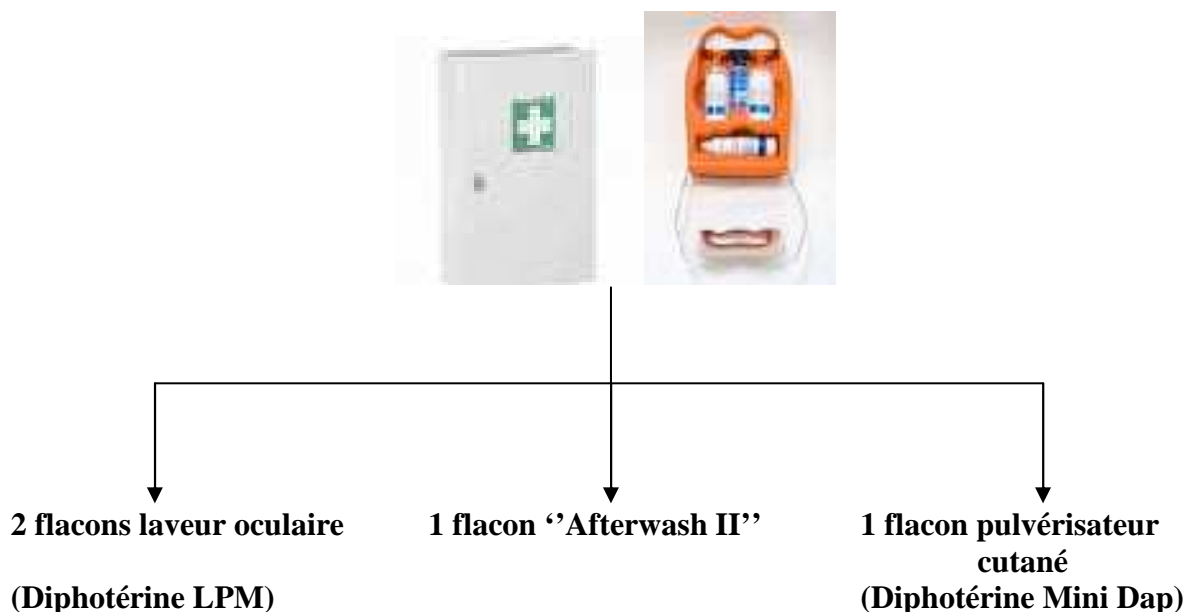 2 flacons laveur oculaire
(Diphotérine LPM)
1 flacon ‘’Afterwash II’’
1 flacon pulvérisateur
cutané
(Diphotérine Mini Dap)